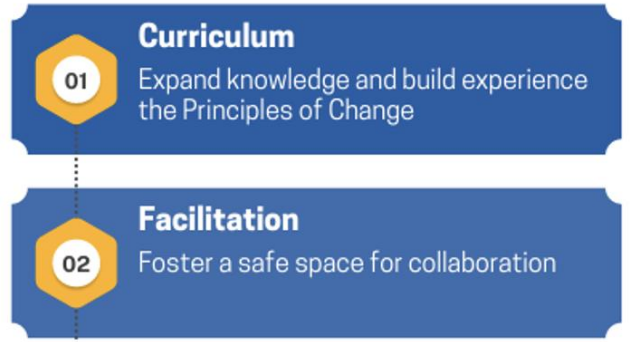 01
Curriculum
Expand knowledge and build experience
the Principles of Change
02
Facilitation
Foster a safe space for collaboration